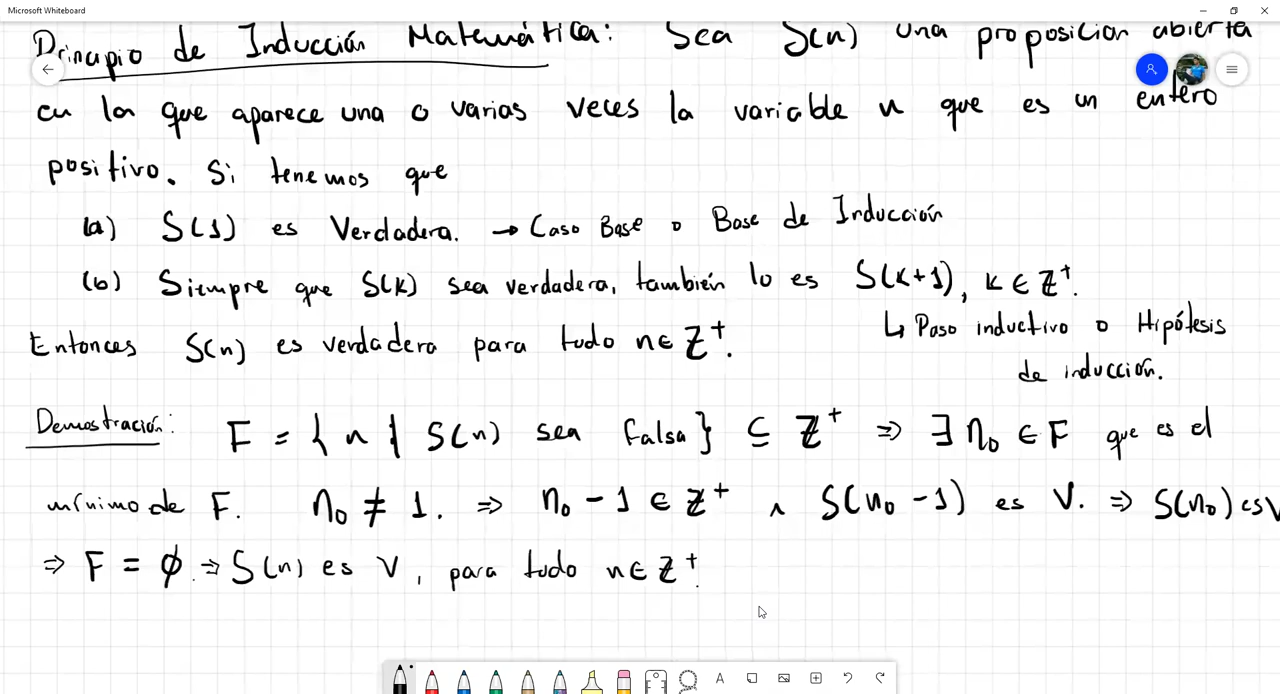 Microsoft Whiteboard
Principio de Inducción Matemática: Sea S(n) una proposición abierta
en la que aparece una o varias veces la variable n que es un entero
positivo. Si tenemos que
(a) S(1) es Verdadera. → Caso Base o Base de Inducción
(b) Siempre que S(k) sea verdadera, también lo es S(k+1), k ∈ Z⁺.
↳ Paso inductivo o Hipótesis
de inducción.
Entonces S(n) es verdadera para todo n ∈ Z⁺.
Demostración: F = { n | S(n) sea falsa } ⊆ Z⁺ ⇒ ∃ n₀ ∈ F que es el
mínimo de F. n₀ ≠ 1. ⇒ n₀ - 1 ∈ Z⁺ ∧ S(n₀ - 1) es V. ⇒ S(n₀) es V
⇒ F = ∅. ⇒ S(n) es V, para todo n ∈ Z⁺.